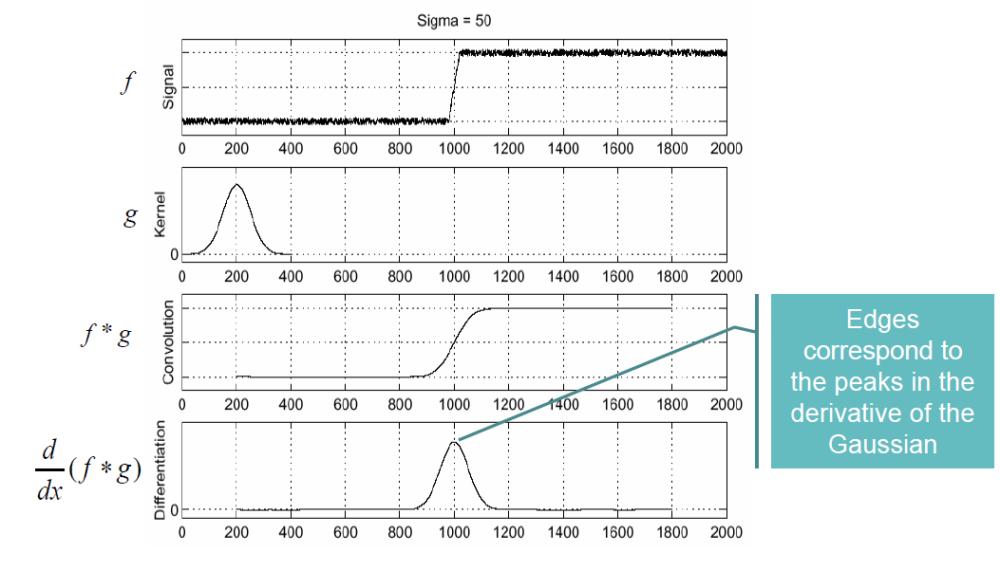 Sigma = 50
f
Signal
0 200 400 600 800 1000 1200 1400 1600 1800 2000
g
Kernel
0
0 200 400 600 800 1000 1200 1400 1600 1800 2000
f * g
Convolution
0 200 400 600 800 1000 1200 1400 1600 1800 2000
d
dx
(f * g)
Differentiation
0
0 200 400 600 800 1000 1200 1400 1600 1800 2000
Edges
correspond to
the peaks in the
derivative of the
Gaussian